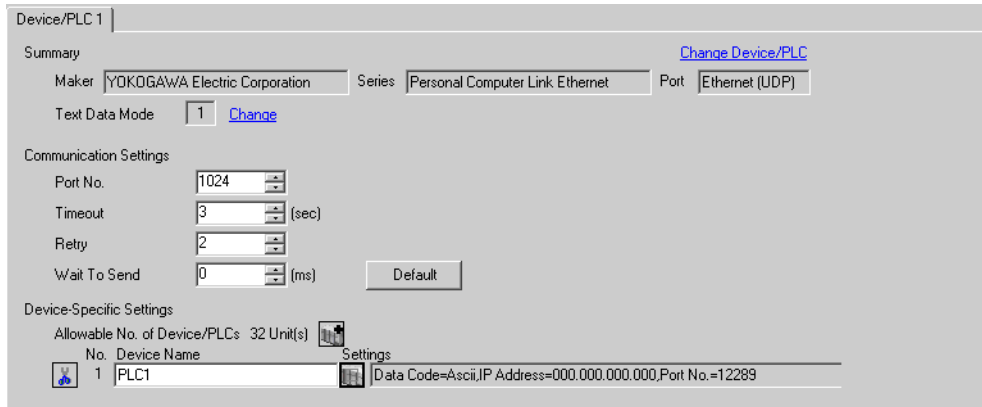 Device/PLC 1
Summary Change Device/PLC
Maker YOKOGAWA Electric Corporation Series Personal Computer Link Ethernet Port Ethernet (UDP)
Text Data Mode 1 Change
Communication Settings
Port No. 1024
Timeout 3 (sec)
Retry 2
Wait To Send 0 (ms) Default
Device-Specific Settings
Allowable No. of Device/PLCs 32 Unit(s)
No. Device Name Settings
1 PLC1 Data Code=Ascii,IP Address=000.000.000.000,Port No.=12289